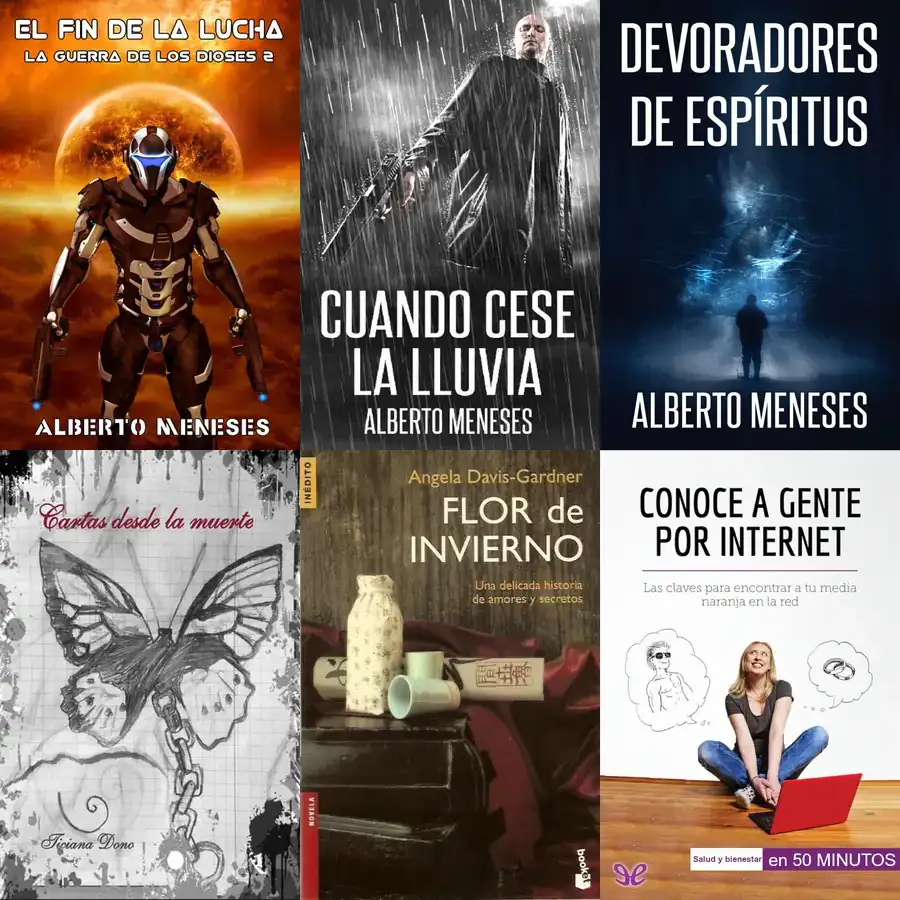 EL FIN DE LA LUCHA
LA GUERRA DE LOS DIOSES 2
ALBERTO MENESES
CUANDO CESE
LA LLUVIA
ALBERTO MENESES
DEVORADORES
DE ESPÍRITUS
ALBERTO MENESES
Cartas desde la muerte
Ticiana Dono
INÉDITO
Angela Davis-Gardner
FLOR de
INVIERNO
Una delicada historia
de amores y secretos
NOVELA
booket
CONOCE A GENTE
POR INTERNET
Las claves para encontrar a tu media
naranja en la red
Salud y bienestar en 50 MINUTOS